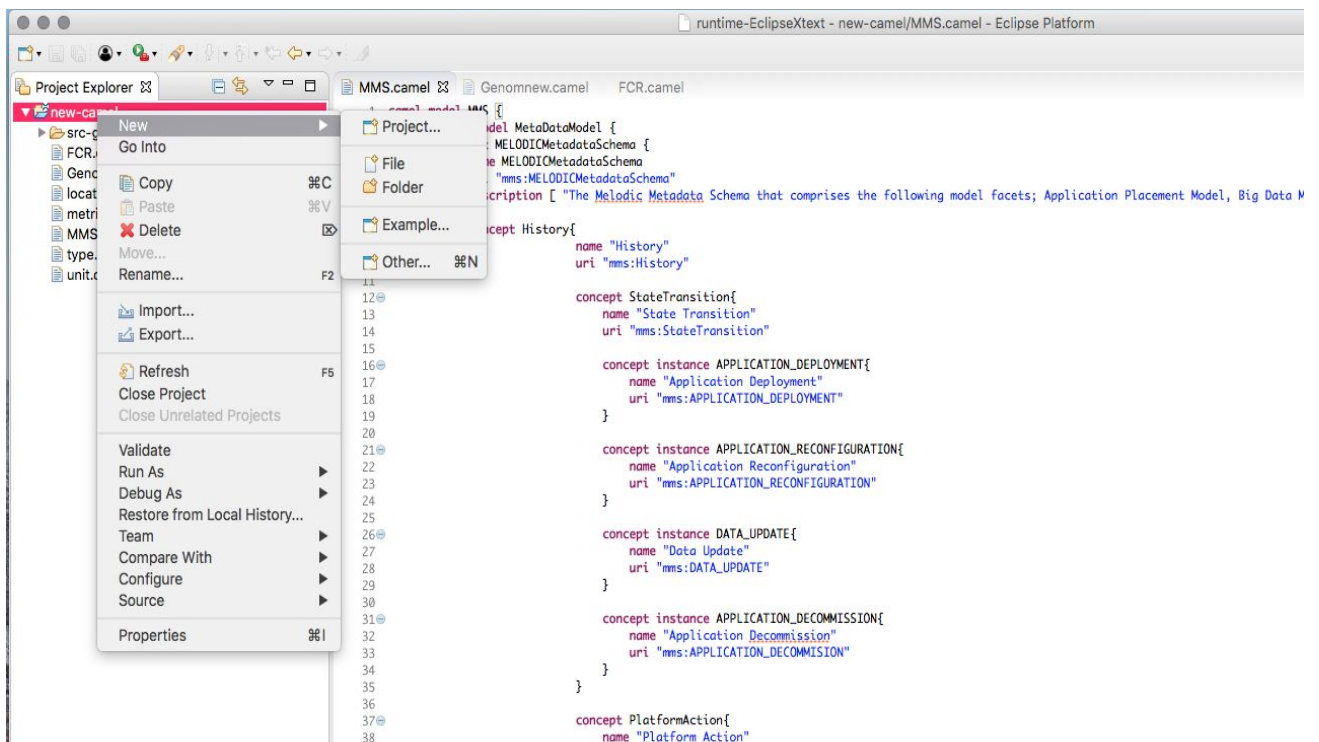 runtime-EclipseXtext - new-camel/MMS.camel - Eclipse Platform
Project Explorer
MMS.camel
Genomnew.camel
FCR.camel
new-camel
src-g
FCR.
Geno
locat
metri
MMS
type.
unit.c
New
Go Into
Copy ⌘C
Paste ⌘V
Delete ⌦
Move...
Rename... F2
Import...
Export...
Refresh F5
Close Project
Close Unrelated Projects
Validate
Run As
Debug As
Restore from Local History...
Team
Compare With
Configure
Source
Properties ⌘I
Project...
File
Folder
Example...
Other... ⌘N
1 camel model MMS {
del MetaDataModel {
MELODICMetadataSchema {
e MELODICMetadataSchema
"mms:MELODICMetadataSchema"
cription [ "The Melodic Metadata Schema that comprises the following model facets; Application Placement Model, Big Data M
cept History{
name "History"
uri "mms:History"
11
12 concept StateTransition{
13 name "State Transition"
14 uri "mms:StateTransition"
15
16 concept instance APPLICATION_DEPLOYMENT{
17 name "Application Deployment"
18 uri "mms:APPLICATION_DEPLOYMENT"
19 }
20
21 concept instance APPLICATION_RECONFIGURATION{
22 name "Application Reconfiguration"
23 uri "mms:APPLICATION_RECONFIGURATION"
24 }
25
26 concept instance DATA_UPDATE{
27 name "Data Update"
28 uri "mms:DATA_UPDATE"
29 }
30
31 concept instance APPLICATION_DECOMMISSION{
32 name "Application Decommission"
33 uri "mms:APPLICATION_DECOMMISION"
34 }
35 }
36
37 concept PlatformAction{
38 name "Platform Action"